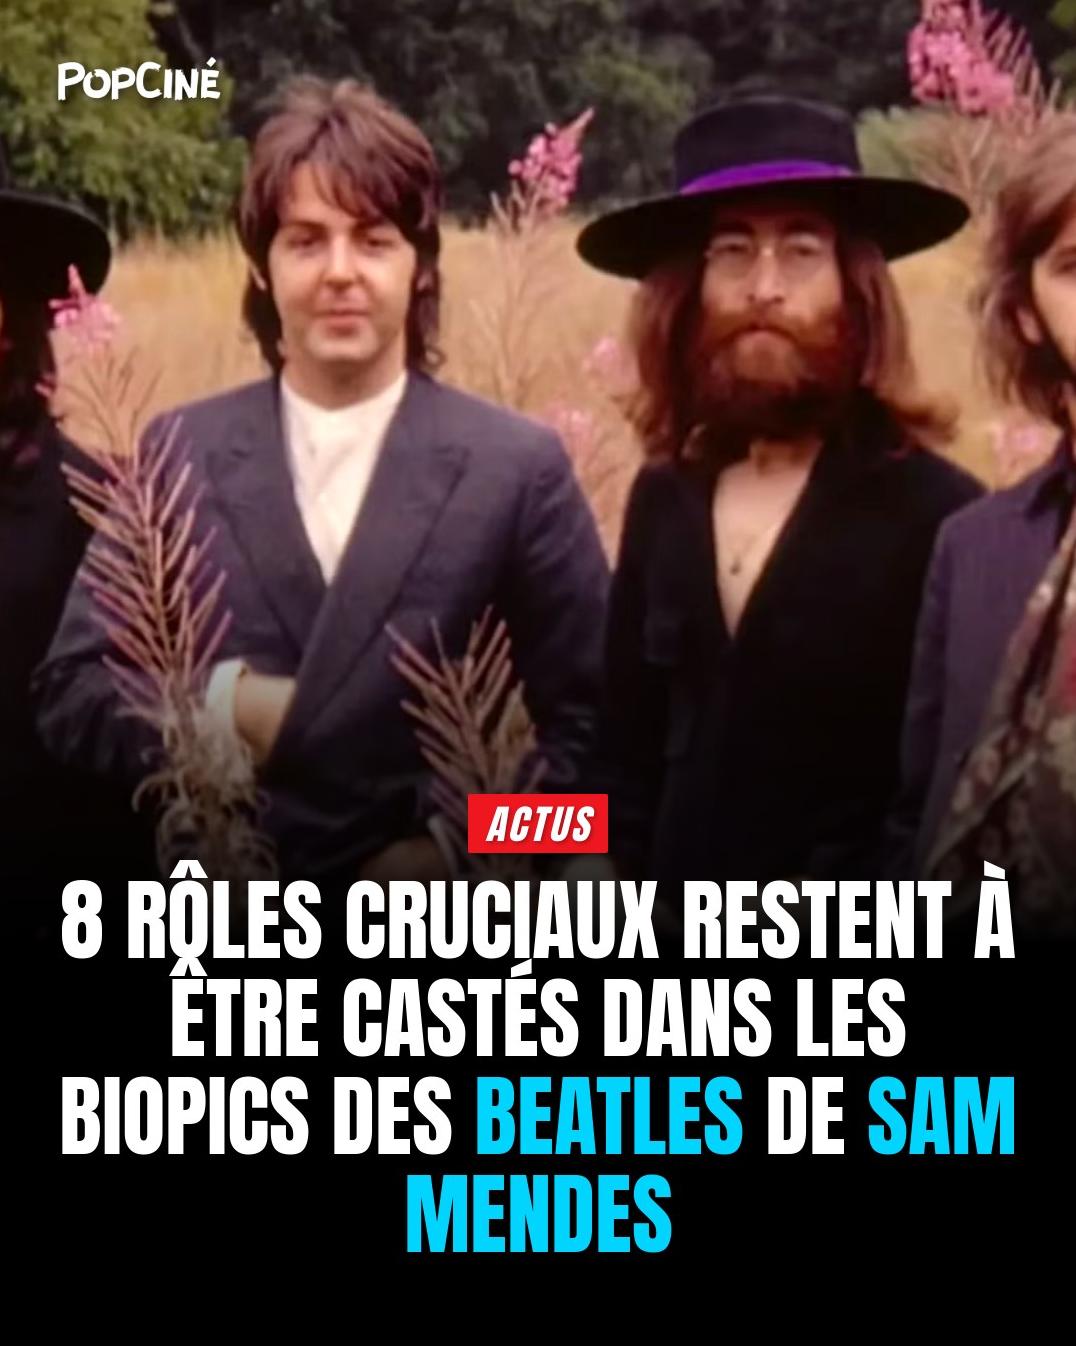 POPCINÉ
ACTUS
8 RÔLES CRUCIAUX RESTENT À
ÊTRE CASTÉS DANS LES
BIOPICS DES BEATLES DE SAM
MENDES